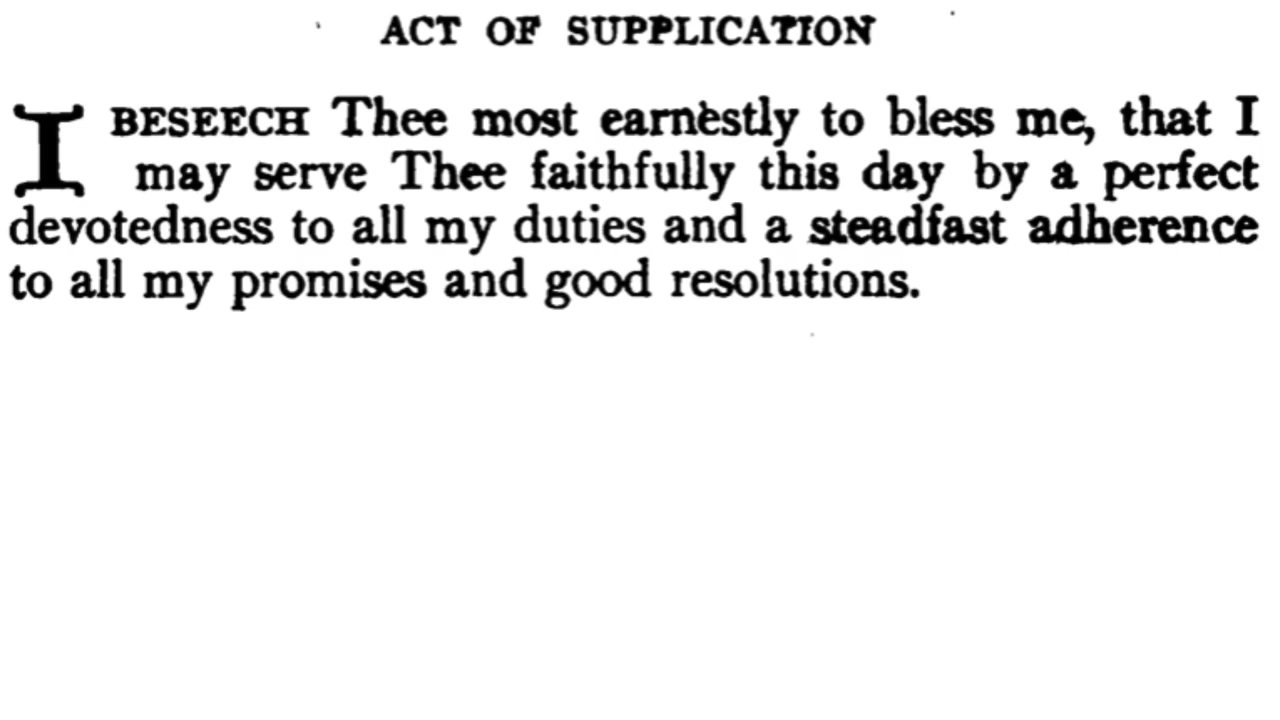 ACT OF SUPPLICATION
I BESEECH Thee most earnestly to bless me, that I
may serve Thee faithfully this day by a perfect
devotedness to all my duties and a steadfast adherence
to all my promises and good resolutions.